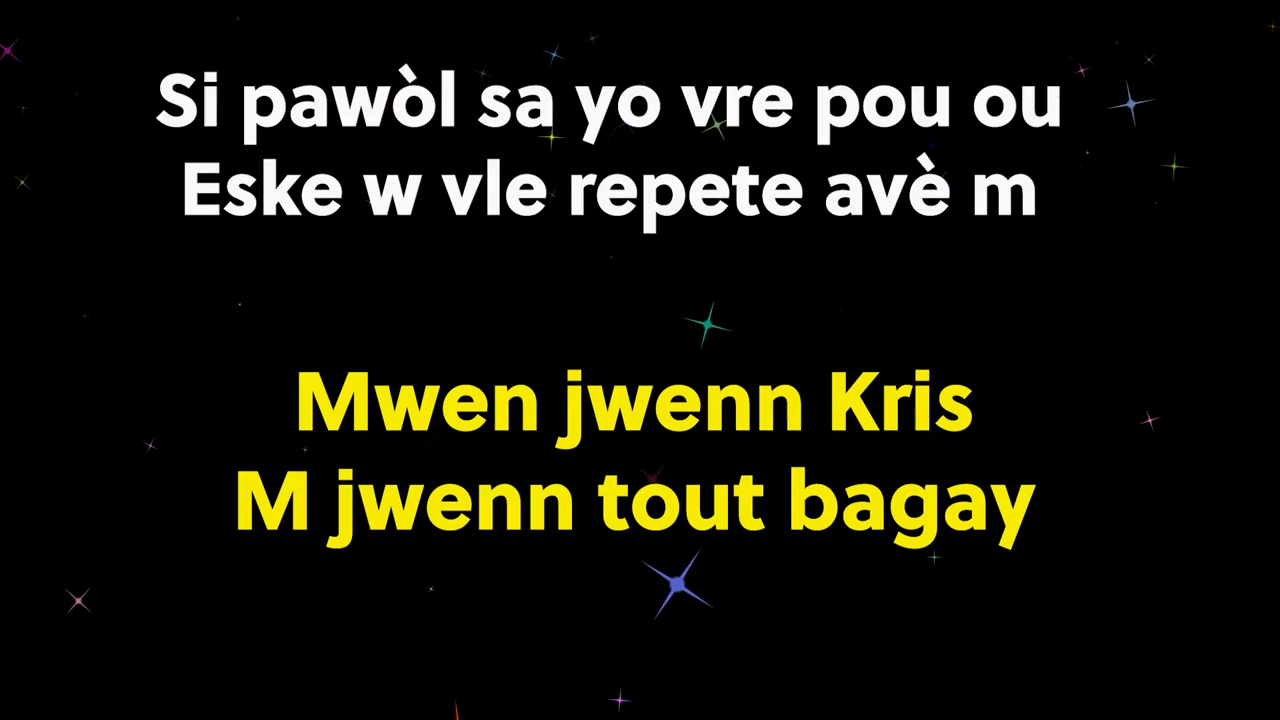 Si pawòl sa yo vre pou ou
Eske w vle repete avè m
Mwen jwenn Kris
M jwenn tout bagay